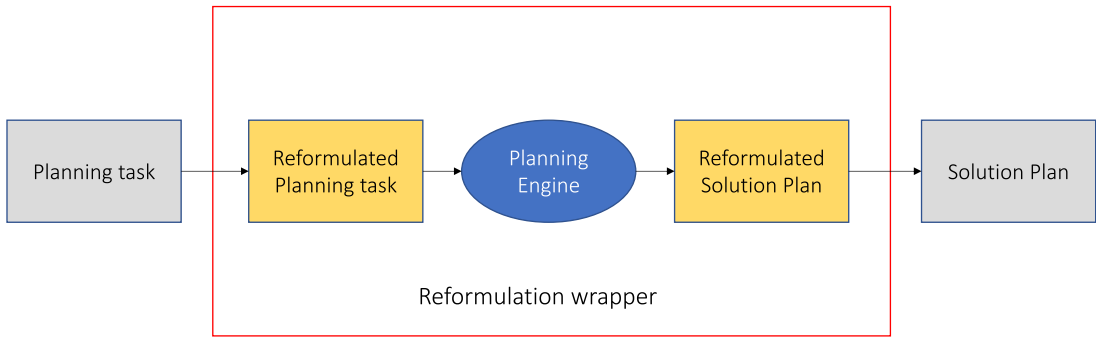 Planning task
Reformulated
Planning task
Planning
Engine
Reformulated
Solution Plan
Solution Plan
Reformulation wrapper